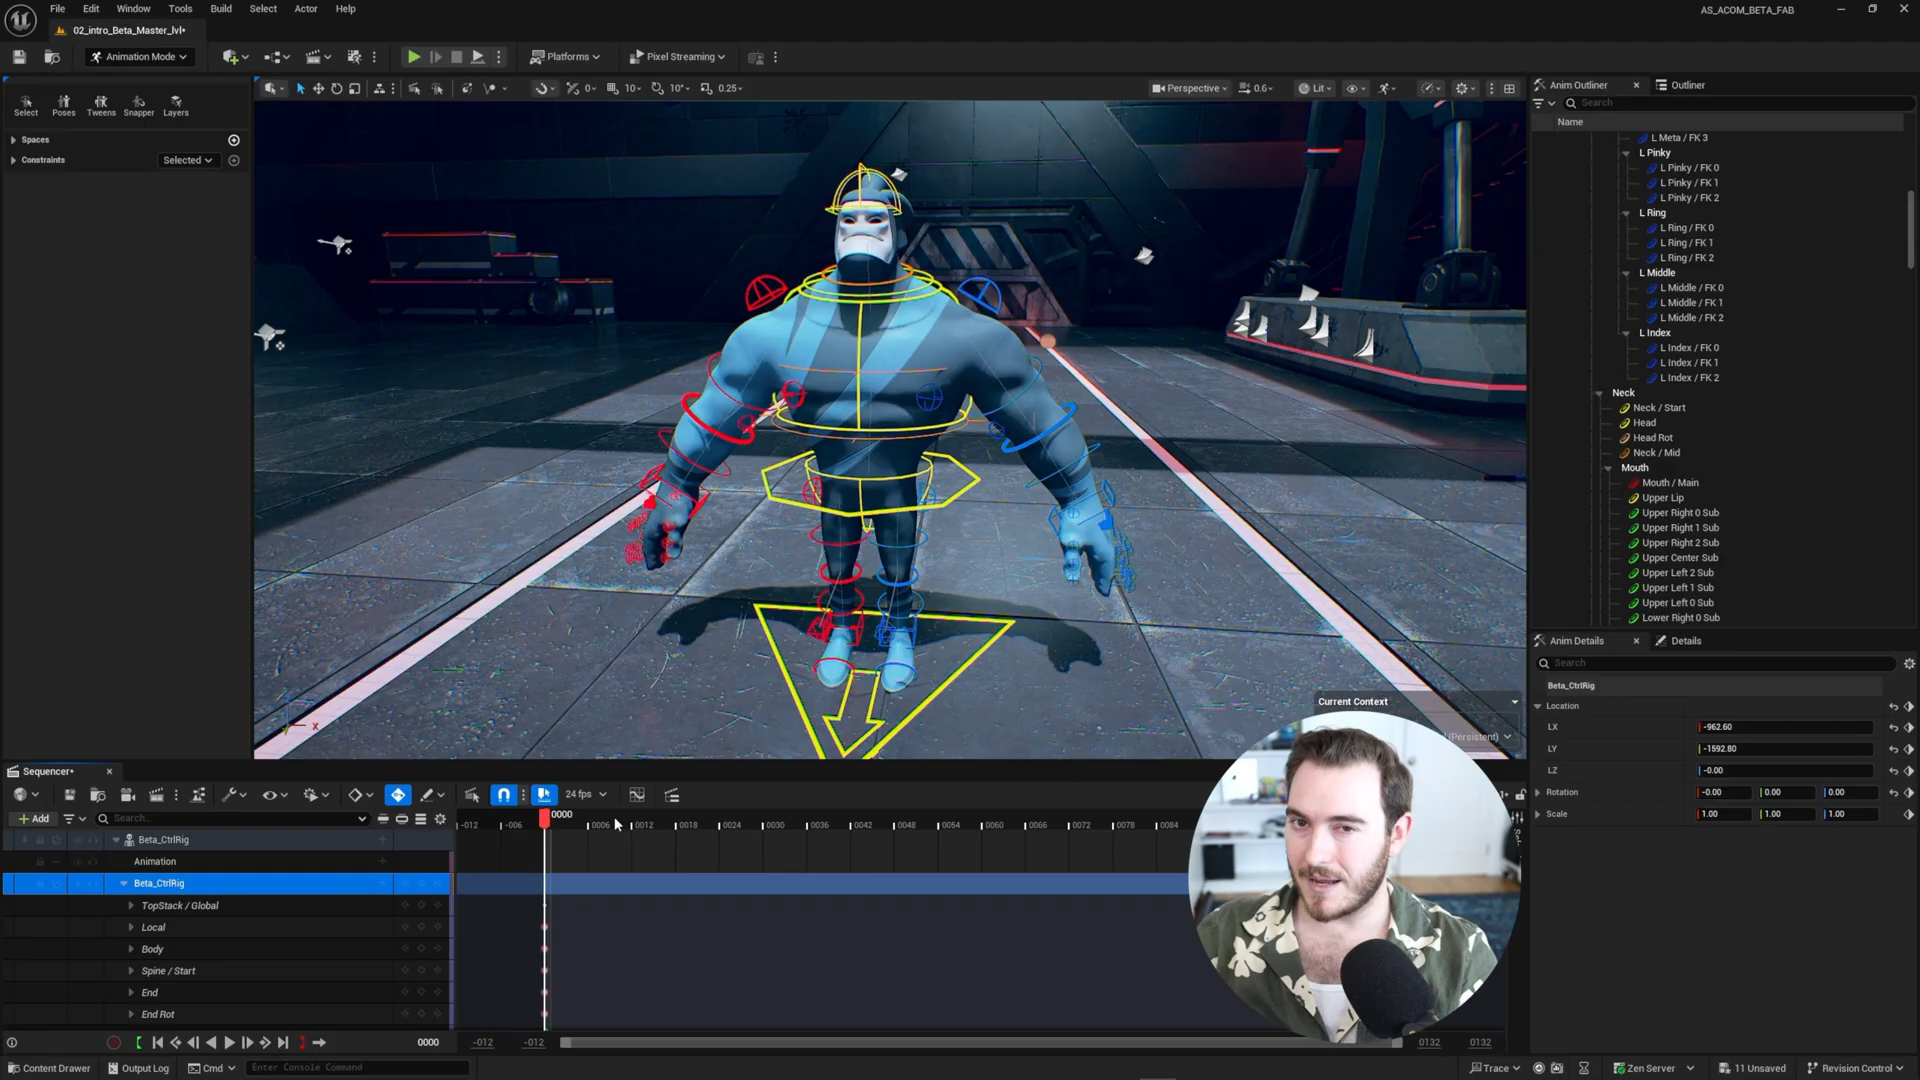 File Edit Window Tools Build Select Actor Help
AS_ACOM_BETA_FAB
02_intro_Beta_Master_lvl*
Animation Mode
Platforms
Pixel Streaming
Select Poses Tweens Snapper Layers
Spaces
Constraints
Selected
0
10
10°
0.25
Perspective
0.6
Lit
Anim Outliner
Outliner
Search
Name
L Meta / FK 3
L Pinky
L Pinky / FK 0
L Pinky / FK 1
L Pinky / FK 2
L Ring
L Ring / FK 0
L Ring / FK 1
L Ring / FK 2
L Middle
L Middle / FK 0
L Middle / FK 1
L Middle / FK 2
L Index
L Index / FK 0
L Index / FK 1
L Index / FK 2
Neck
Neck / Start
Head
Head Rot
Neck / Mid
Mouth
Mouth / Main
Upper Lip
Upper Right 0 Sub
Upper Right 1 Sub
Upper Right 2 Sub
Upper Center Sub
Upper Left 2 Sub
Upper Left 1 Sub
Upper Left 0 Sub
Lower Right 0 Sub
Anim Details
Details
Search
Beta_CtrlRig
Location
LX -962.60
LY -1592.80
LZ -0.00
Rotation -0.00 0.00 0.00
Scale 1.00 1.00 1.00
Current Context
(Persistent)
X
Sequencer*
24 fps
Add
Search...
0000
-012 -006 0006 0012 0018 0024 0030 0036 0042 0048 0054 0060 0066 0072 0078 0084
Beta_CtrlRig
Animation
Beta_CtrlRig
TopStack / Global
Local
Body
Spine / Start
End
End Rot
0000
-012 -012 0132 0132
Content Drawer
Output Log
Cmd
Enter Console Command
Trace
Zen Server
11 Unsaved
Revision Control